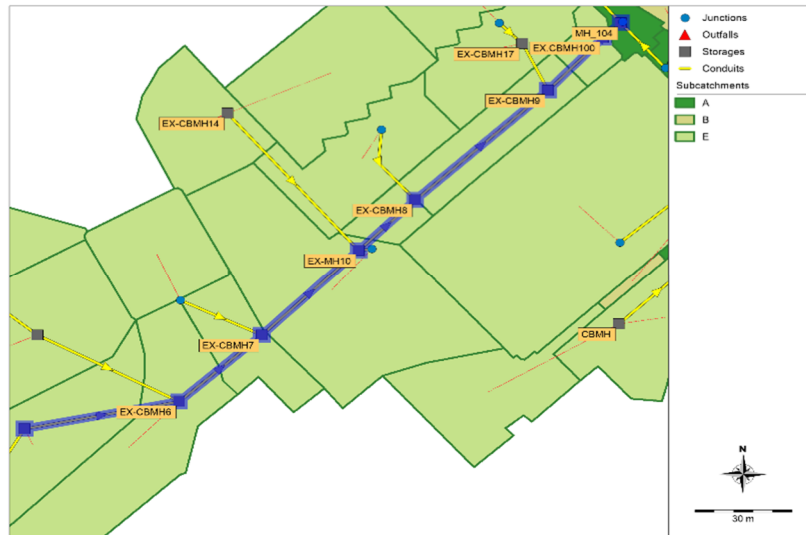 MH_104
EX-CBMH17
EX.CBMH100
EX-CBMH9
EX-CBMH14
EX-CBMH8
EX-MH10
EX-CBMH7
CBMH
EX-CBMH6
Junctions
Outfalls
Storages
Conduits
Subcatchments
A
B
E
N
30 m